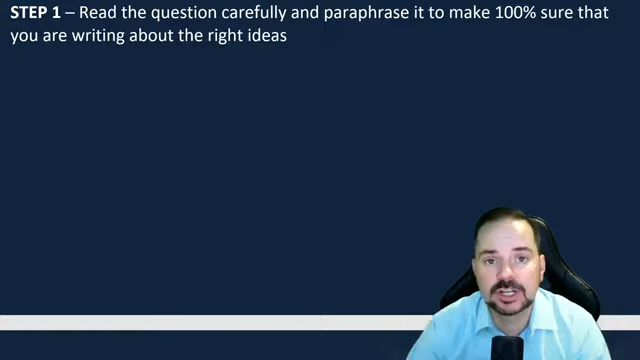 STEP 1 – Read the question carefully and paraphrase it to make 100% sure that
you are writing about the right ideas